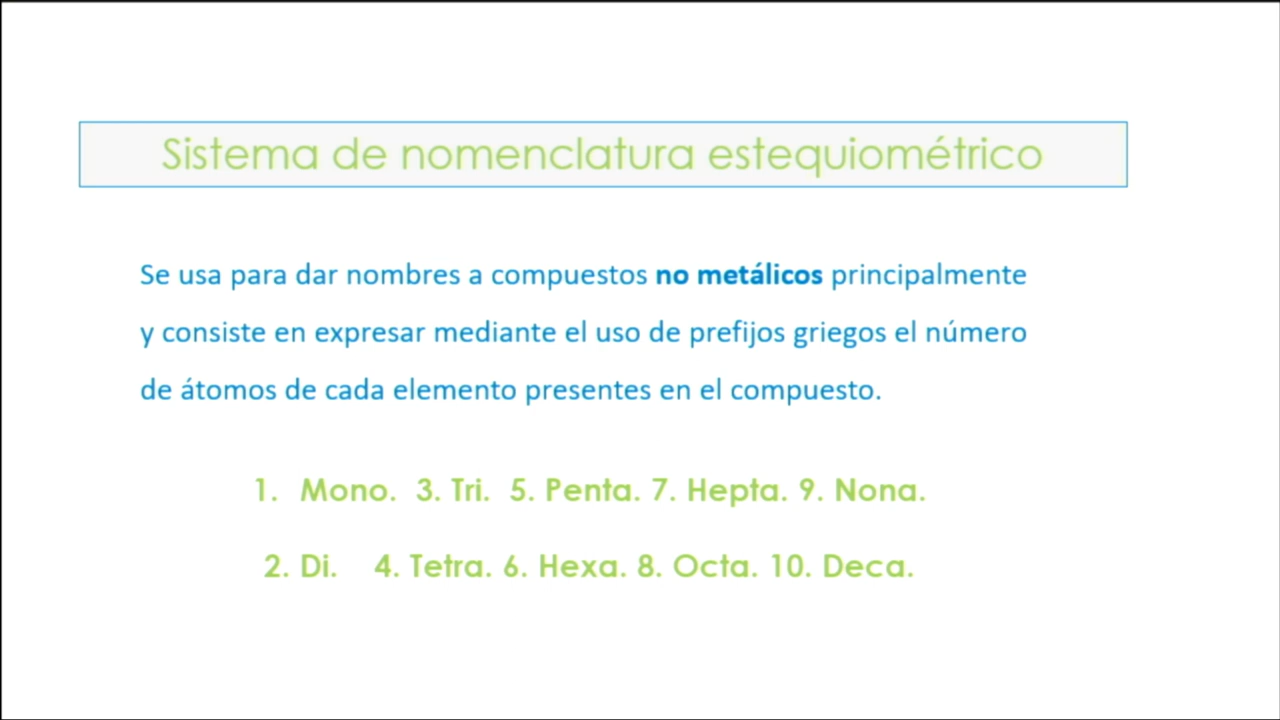 Sistema de nomenclatura estequiométrico
Se usa para dar nombres a compuestos no metálicos principalmente
y consiste en expresar mediante el uso de prefijos griegos el número
de átomos de cada elemento presentes en el compuesto.
1. Mono. 3. Tri. 5. Penta. 7. Hepta. 9. Nona.
2. Di. 4. Tetra. 6. Hexa. 8. Octa. 10. Deca.